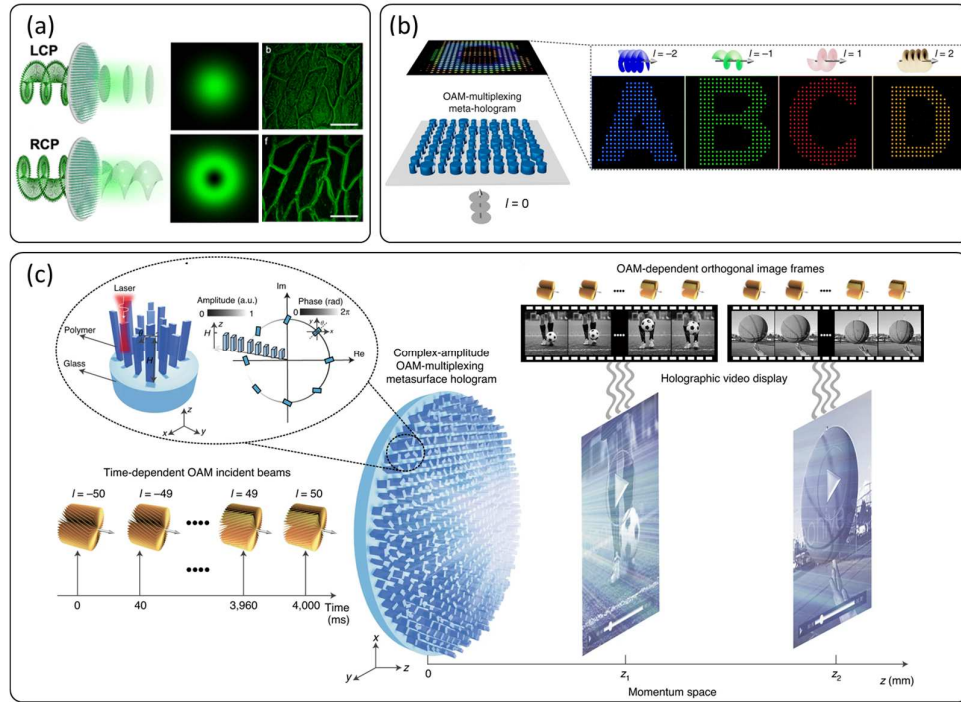 (a)
LCP
b
RCP
f
(b)
OAM-multiplexing
meta-hologram
l = 0
l = −2
l = −1
l = 1
l = 2
A
B
C
D
(c)
Laser
Polymer
Glass
H
z
x
y
Amplitude (a.u.)
0 1
H
z
Im
Phase (rad)
0 2π
y
x
He
Complex-amplitude
OAM-multiplexing
metasurface hologram
OAM-dependent orthogonal image frames
Holographic video display
Time-dependent OAM incident beams
l = −50
l = −49
l = 49
l = 50
0
40
3,960
4,000
Time
(ms)
x
y
z
0
z1
z2
z (mm)
Momentum space